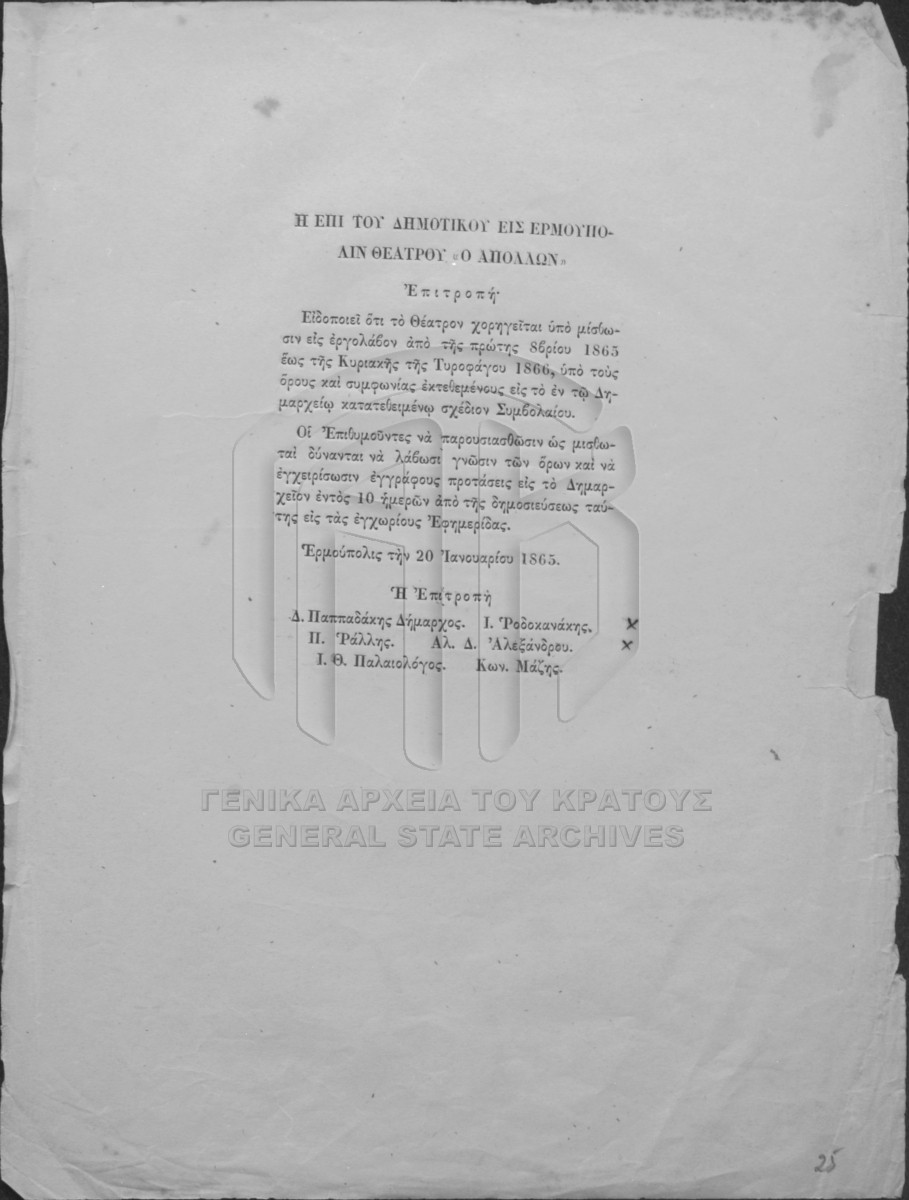 Η ΕΠΙ ΤΟΥ ΔΗΜΟΤΙΚΟΥ ΕΙΣ ΕΡΜΟΥΠΟ-
ΛΙΝ ΘΕΑΤΡΟΥ «Ο ΑΠΟΛΛΩΝ»
Ἐπιτροπή·
Εἰδοποιεῖ ὅτι τὸ Θέατρον χορηγεῖται ὑπὸ μίσθω-
σιν εἰς ἐργολάβον ἀπὸ τῆς πρώτης 8βρίου 1865
ἕως τῆς Κυριακῆς τῆς Τυροφάγου 1866, ὑπὸ τοὺς
ὅρους καὶ συμφωνίας ἐκτεθεμένους εἰς τὸ ἐν τῷ Δη-
μαρχείῳ κατατεθειμένῳ σχέδιον Συμβολαίου.
Οἱ Ἐπιθυμοῦντες νὰ παρουσιασθῶσιν ὡς μισθω-
ταὶ δύνανται νὰ λάβωσι γνῶσιν τῶν ὅρων καὶ νὰ
ἐγχειρίσωσιν ἐγγράφους προτάσεις εἰς τὸ Δημαρ-
χεῖον ἐντὸς 10 ἡμερῶν ἀπὸ τῆς δημοσιεύσεως ταύ-
της εἰς τὰς ἐγχωρίους Ἐφημερίδας.
Ἑρμούπολις τὴν 20 Ἰανουαρίου 1865.
Ἡ Ἐπιτροπὴ
Δ. Παππαδάκης Δήμαρχος. Ι. Ῥοδοκανάκης. ×
Π. Ῥάλλης. Αλ. Δ. Ἀλεξάνδρου. ×
Ι. Θ. Παλαιολόγος. Κων. Μάζης.
ΓΕΝΙΚΑ ΑΡΧΕΙΑ ΤΟΥ ΚΡΑΤΟΥΣ
GENERAL STATE ARCHIVES
25